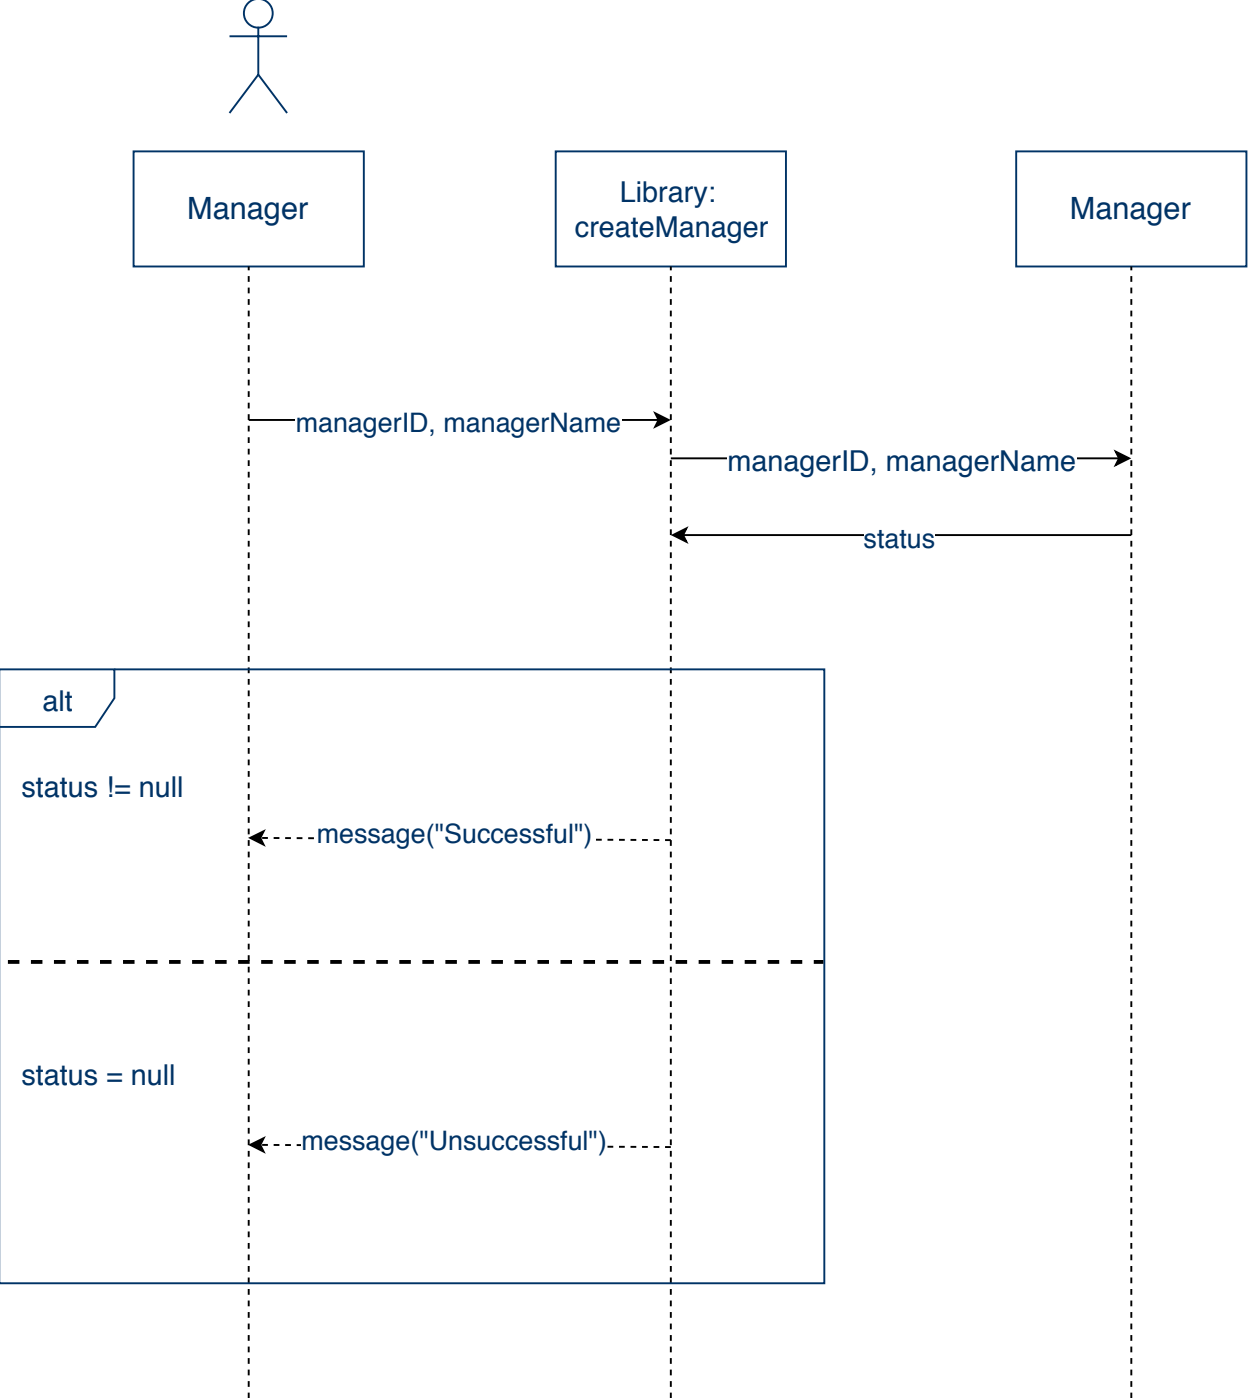 Manager
Library:
createManager
Manager
managerID, managerName
managerID, managerName
status
alt
status != null
message("Successful")
status = null
message("Unsuccessful")